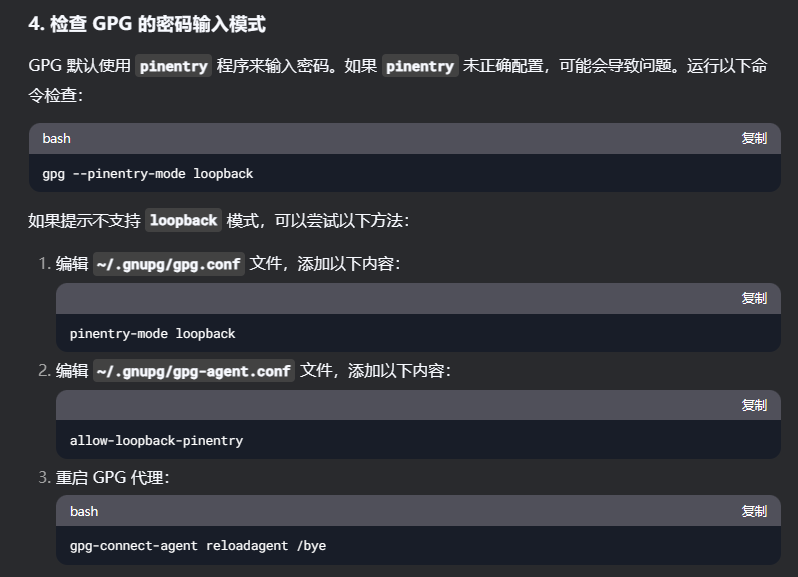 4. 检查 GPG 的密码输入模式
GPG 默认使用 pinentry 程序来输入密码。如果 pinentry 未正确配置，可能会导致问题。运行以下命
令检查：
bash 复制
gpg --pinentry-mode loopback
如果提示不支持 loopback 模式，可以尝试以下方法：
1. 编辑 ~/.gnupg/gpg.conf 文件，添加以下内容：
复制
pinentry-mode loopback
2. 编辑 ~/.gnupg/gpg-agent.conf 文件，添加以下内容：
复制
allow-loopback-pinentry
3. 重启 GPG 代理：
bash 复制
gpg-connect-agent reloadagent /bye